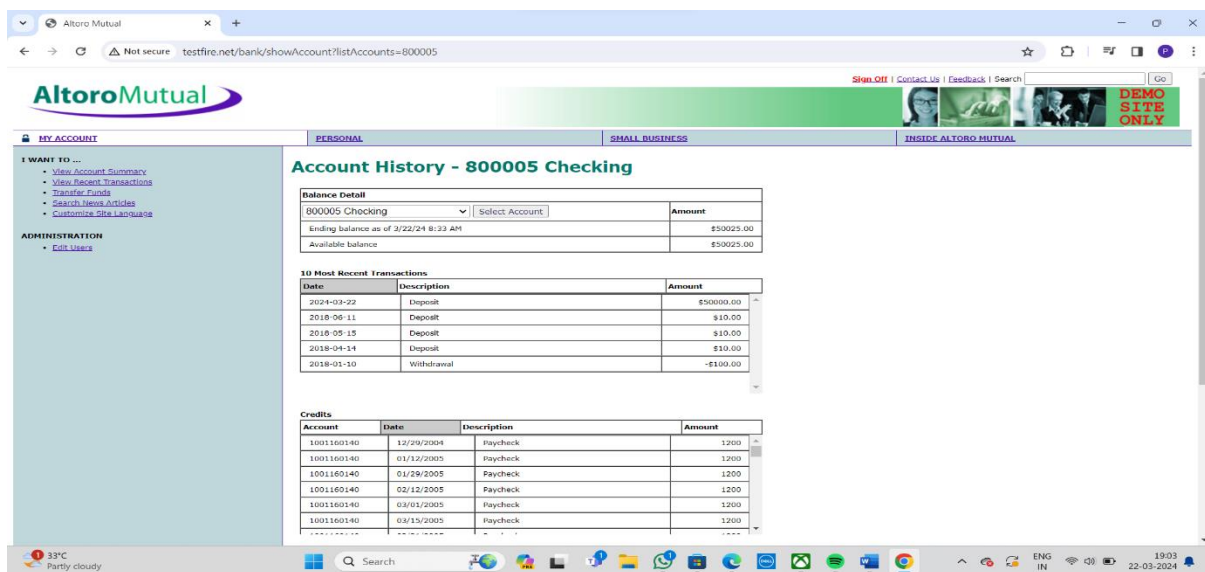 Altoro Mutual
Not secure testfire.net/bank/showAccount?listAccounts=800005
P
Sign Off | Contact Us | Feedback | Search Go
AltoroMutual
DEMO
SITE
ONLY
MY ACCOUNT PERSONAL SMALL BUSINESS INSIDE ALTORO MUTUAL
I WANT TO ...
• View Account Summary
• View Recent Transactions
• Transfer Funds
• Search News Articles
• Customize Site Language
ADMINISTRATION
• Edit Users
Account History - 800005 Checking
Balance Detail
800005 Checking Select Account Amount
Ending balance as of 3/22/24 8:33 AM $50025.00
Available balance $50025.00
10 Most Recent Transactions
Date Description Amount
2024-03-22 Deposit $50000.00
2018-06-11 Deposit $10.00
2018-05-15 Deposit $10.00
2018-04-14 Deposit $10.00
2018-01-10 Withdrawal -$100.00
Credits
Account Date Description Amount
1001160140 12/29/2004 Paycheck 1200
1001160140 01/12/2005 Paycheck 1200
1001160140 01/29/2005 Paycheck 1200
1001160140 02/12/2005 Paycheck 1200
1001160140 03/01/2005 Paycheck 1200
1001160140 03/15/2005 Paycheck 1200
1
33°C
Partly cloudy
Search
ENG
IN
19:03
22-03-2024